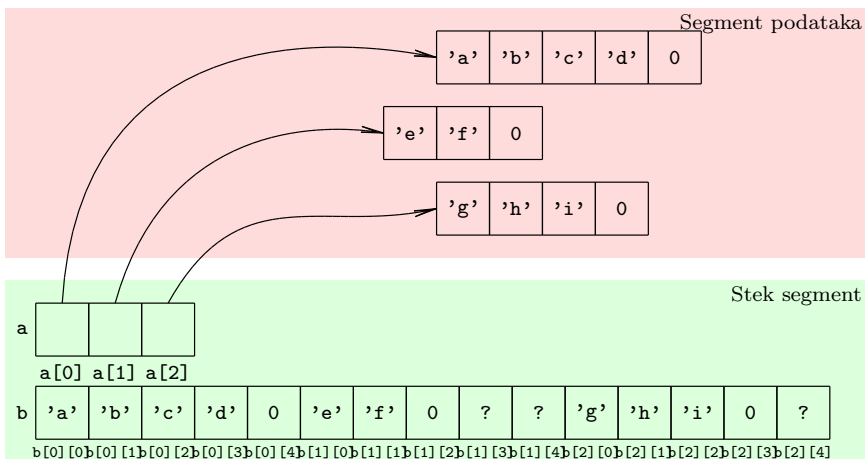 Segment podataka
'a' 'b' 'c' 'd' 0
'e' 'f' 0
'g' 'h' 'i' 0
Stek segment
a
a[0] a[1] a[2]
b 'a' 'b' 'c' 'd' 0 'e' 'f' 0 ? ? 'g' 'h' 'i' 0 ?
b[0][0] b[0][1] b[0][2] b[0][3] b[0][4] b[1][0] b[1][1] b[1][2] b[1][3] b[1][4] b[2][0] b[2][1] b[2][2] b[2][3] b[2][4]